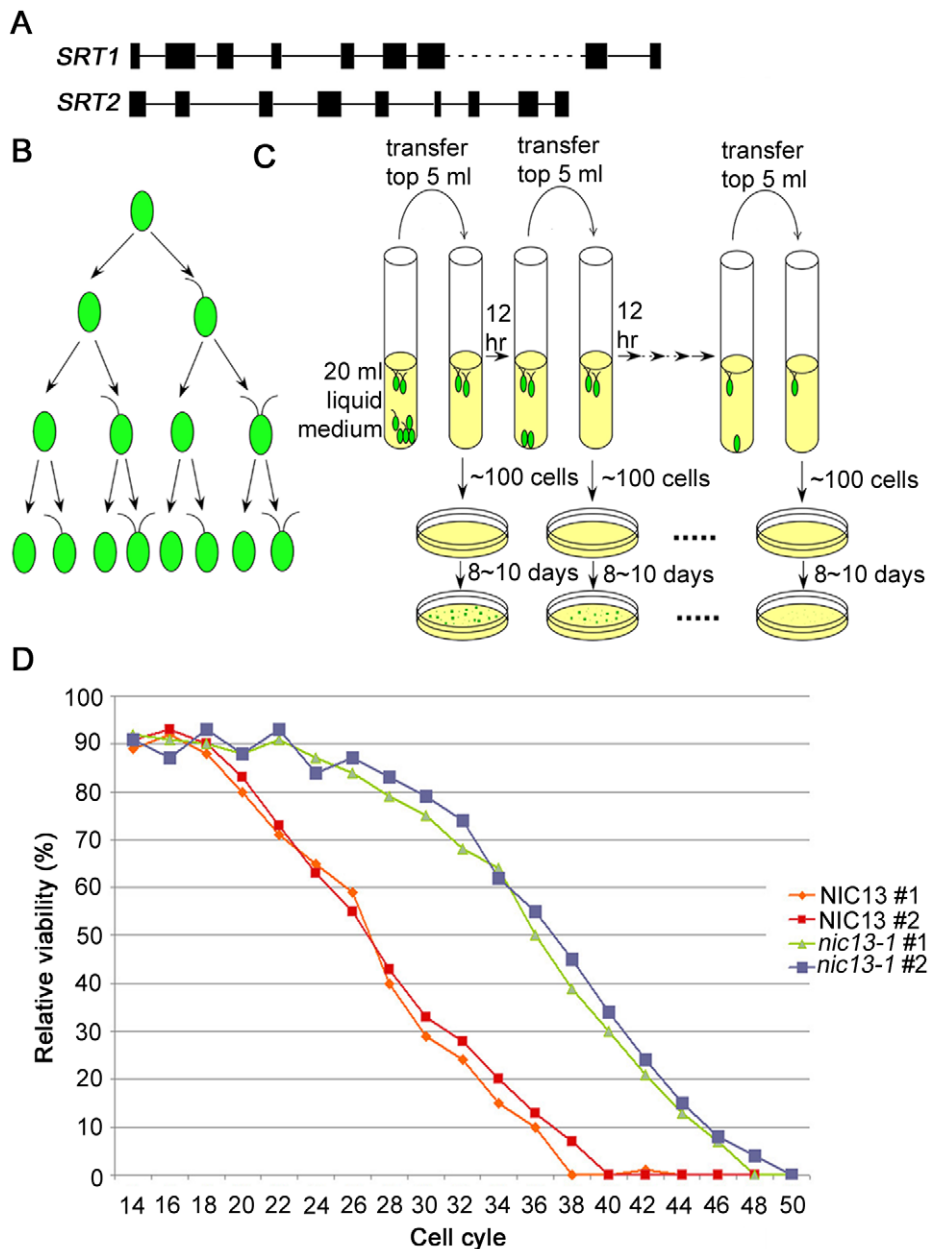 A
SRT1
SRT2
B
C
transfer
top 5 ml
transfer
top 5 ml
transfer
top 5 ml
12
hr
12
hr
20 ml
liquid
medium
~100 cells
~100 cells
~100 cells
8~10 days
8~10 days
8~10 days
D
100
90
80
70
60
50
40
30
20
10
0
Relative viability (%)
14 16 18 20 22 24 26 28 30 32 34 36 38 40 42 44 46 48 50
Cell cyle
NIC13 #1
NIC13 #2
nic13-1 #1
nic13-1 #2